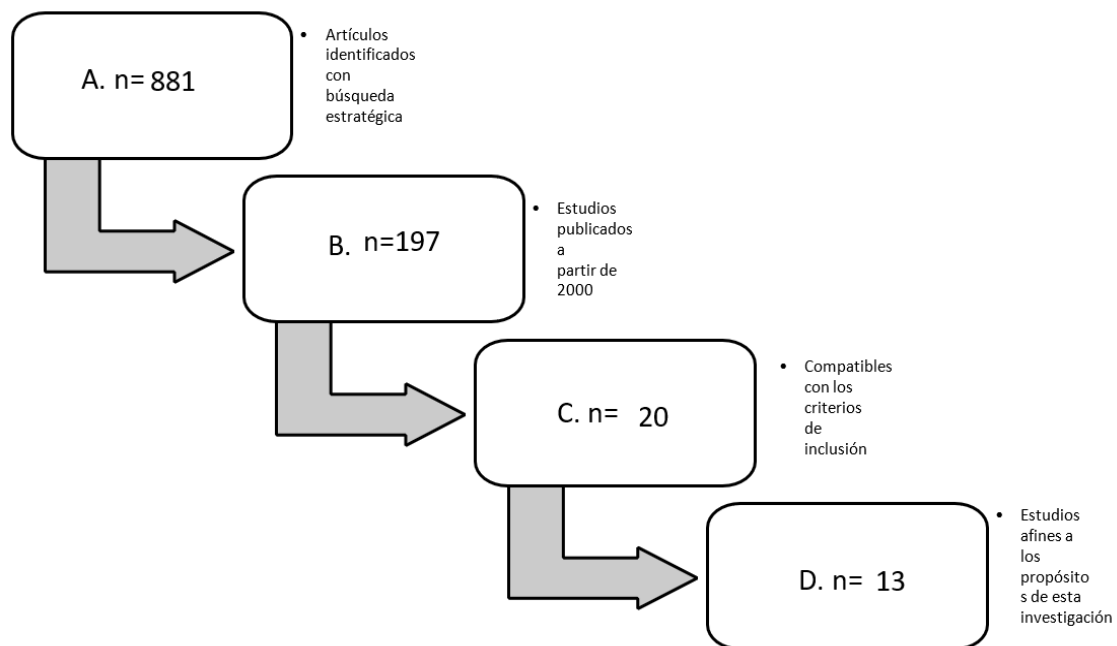 A. n= 881
• Artículos
identificados
con
búsqueda
estratégica
B. n=197
• Estudios
publicados
a
partir de
2000
C. n= 20
• Compatibles
con los
criterios
de
inclusión
D. n= 13
• Estudios
afines a
los
propósito
s de esta
investigación